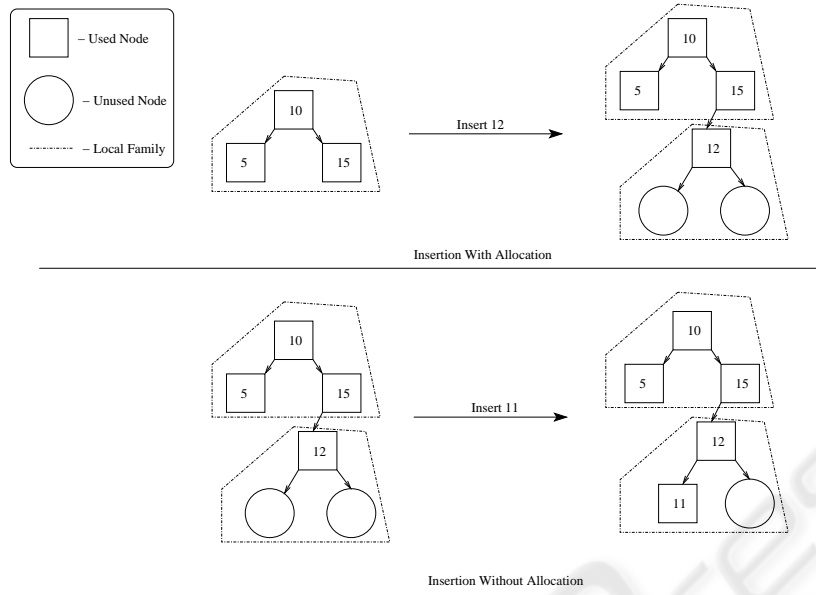 – Used Node
– Unused Node
– Local Family
10
5
15
Insert 12
10
5
15
12
Insertion With Allocation
10
5
15
12
Insert 11
10
5
15
12
11
Insertion Without Allocation